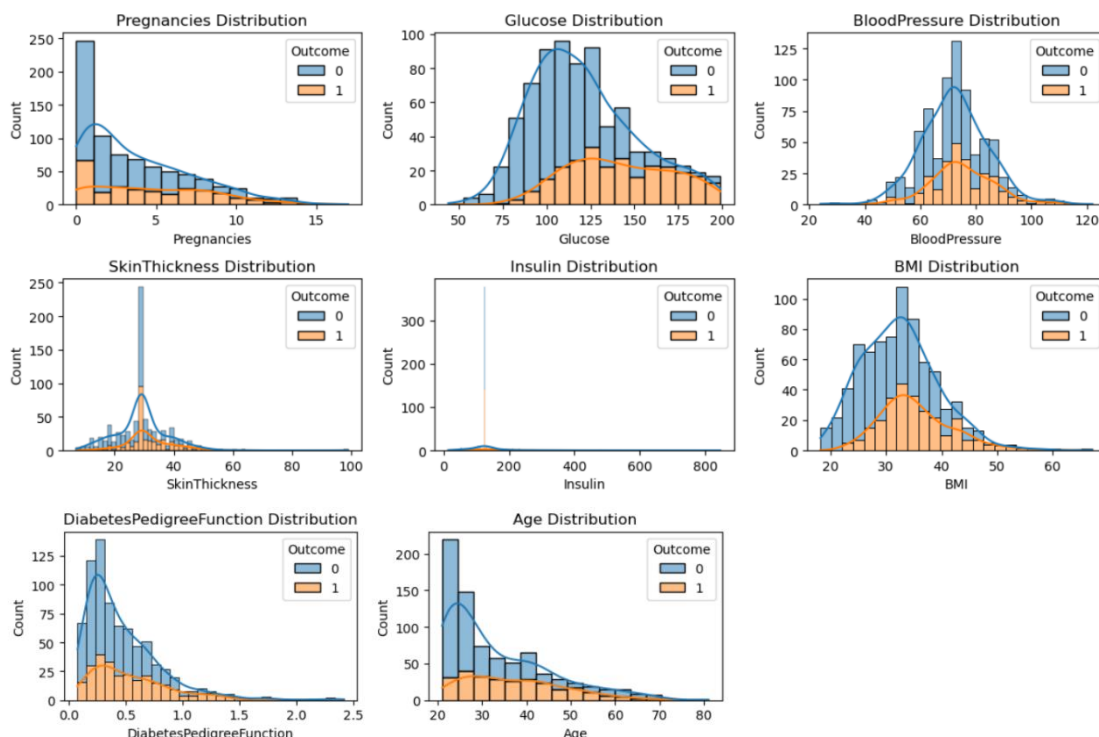 Pregnancies Distribution
250
200
150
100
50
0
Count
0 5 10 15
Pregnancies
Outcome
0
1
Glucose Distribution
100
80
60
40
20
0
Count
50 75 100 125 150 175 200
Glucose
Outcome
0
1
BloodPressure Distribution
125
100
75
50
25
0
Count
20 40 60 80 100 120
BloodPressure
Outcome
0
1
SkinThickness Distribution
250
200
150
100
50
0
Count
20 40 60 80 100
SkinThickness
Outcome
0
1
Insulin Distribution
300
200
100
0
Count
0 200 400 600 800
Insulin
Outcome
0
1
BMI Distribution
100
80
60
40
20
0
Count
20 30 40 50 60
BMI
Outcome
0
1
DiabetesPedigreeFunction Distribution
125
100
75
50
25
0
Count
0.0 0.5 1.0 1.5 2.0 2.5
DiabetesPedigreeFunction
Outcome
0
1
Age Distribution
200
150
100
50
0
Count
20 30 40 50 60 70 80
Age
Outcome
0
1